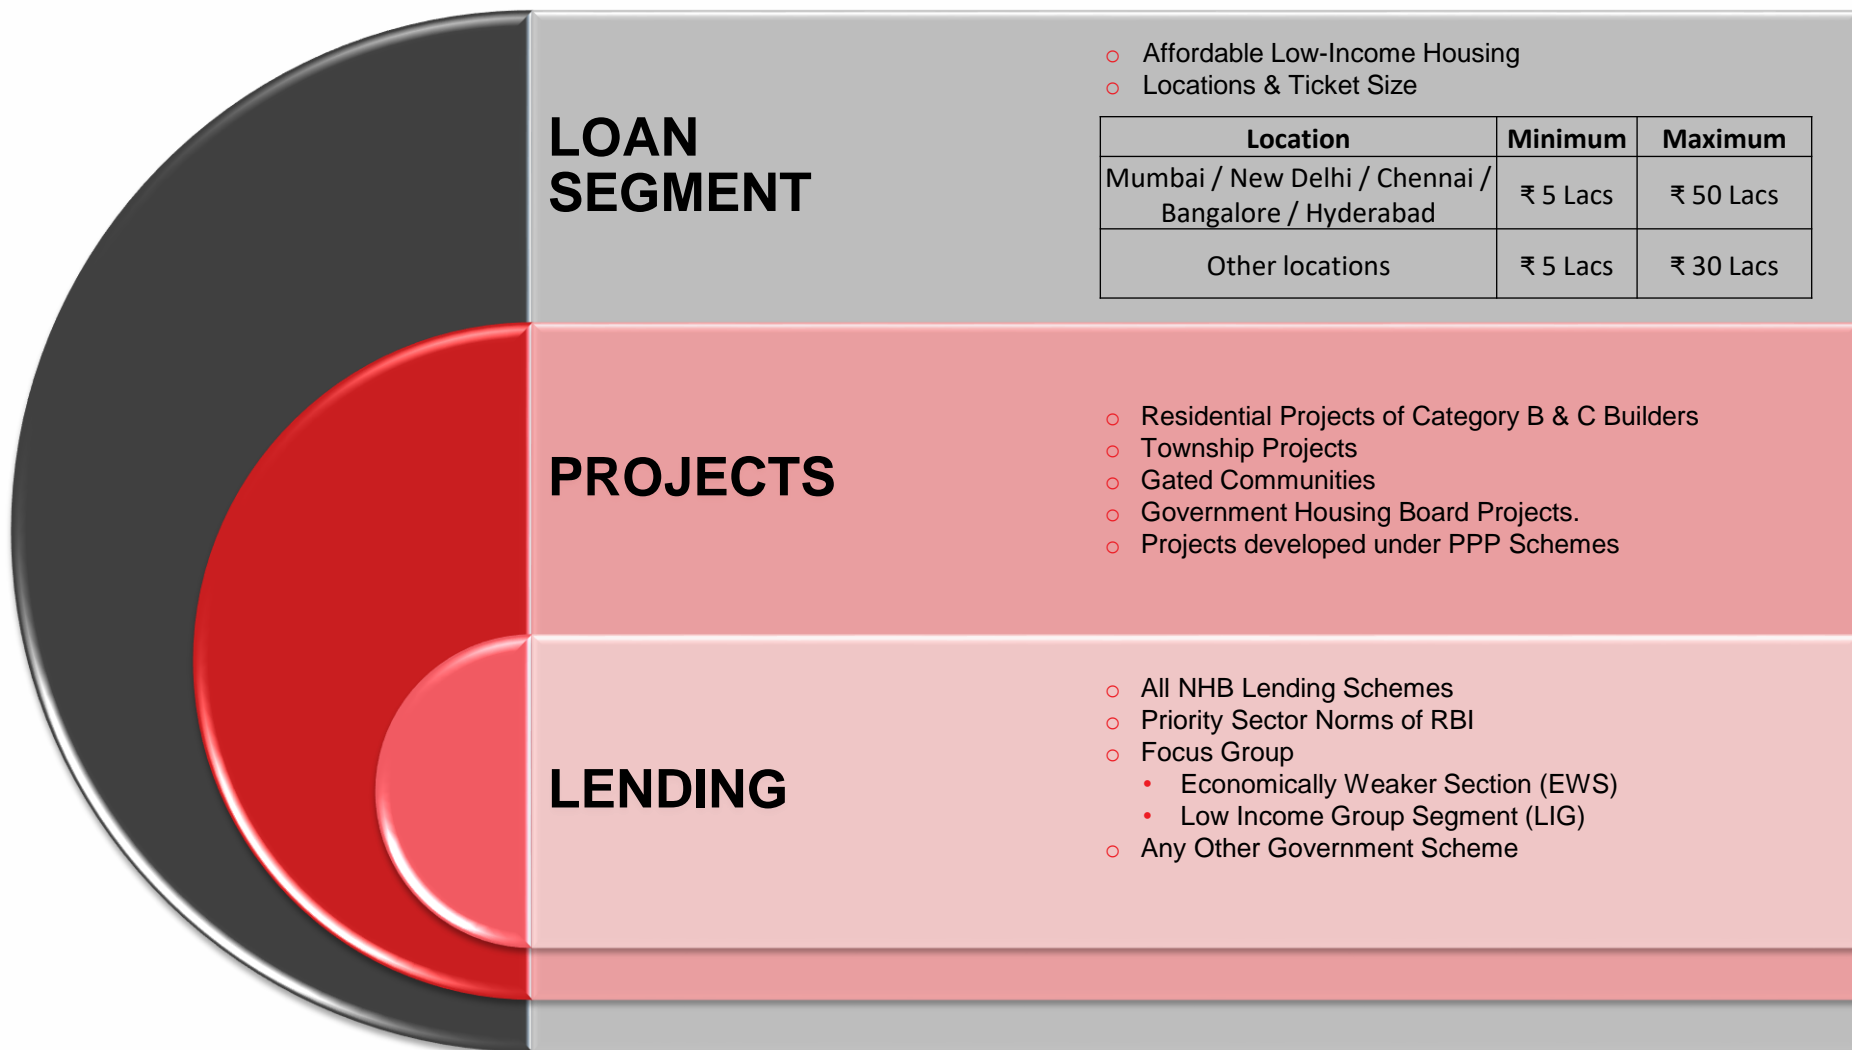 LOAN
SEGMENT
Affordable Low-Income Housing
Locations & Ticket Size
Location Minimum Maximum
Mumbai / New Delhi / Chennai /
Bangalore / Hyderabad ₹ 5 Lacs ₹ 50 Lacs
Other locations ₹ 5 Lacs ₹ 30 Lacs
PROJECTS
Residential Projects of Category B & C Builders
Township Projects
Gated Communities
Government Housing Board Projects.
Projects developed under PPP Schemes
LENDING
All NHB Lending Schemes
Priority Sector Norms of RBI
Focus Group
Economically Weaker Section (EWS)
Low Income Group Segment (LIG)
Any Other Government Scheme